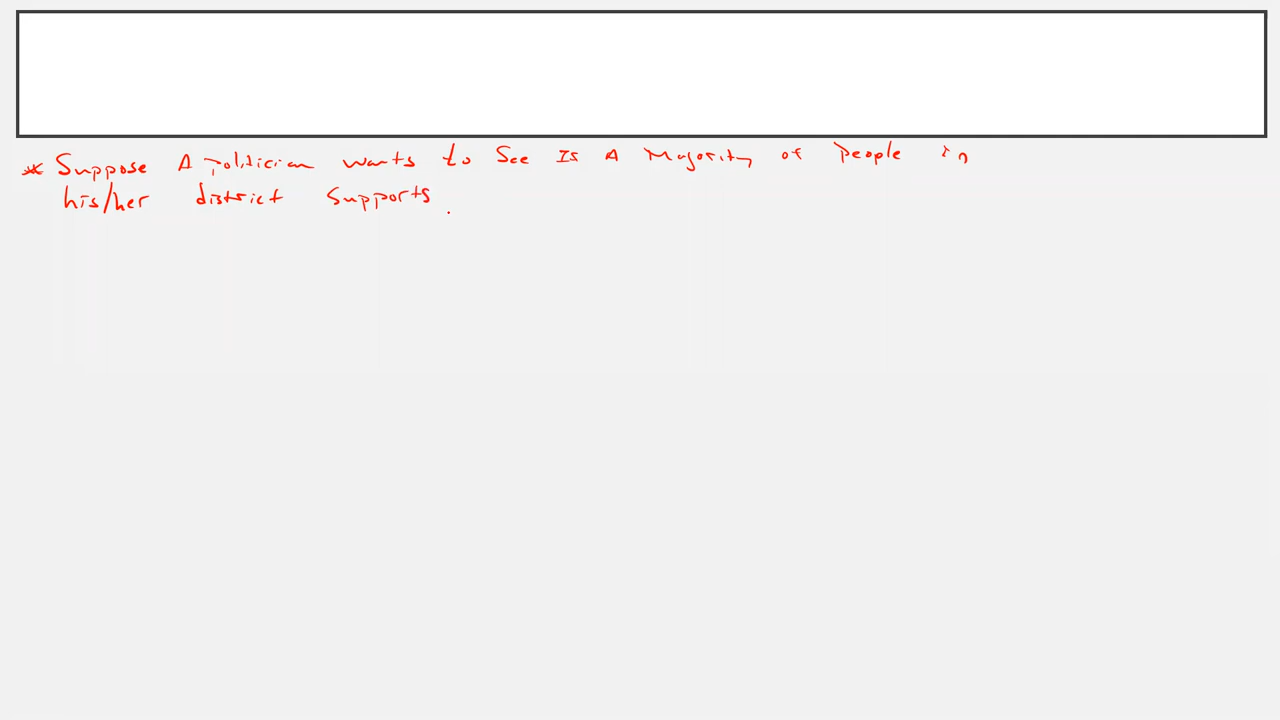 * Suppose A politician wants to See Is A Majority of People in
his/her district supports